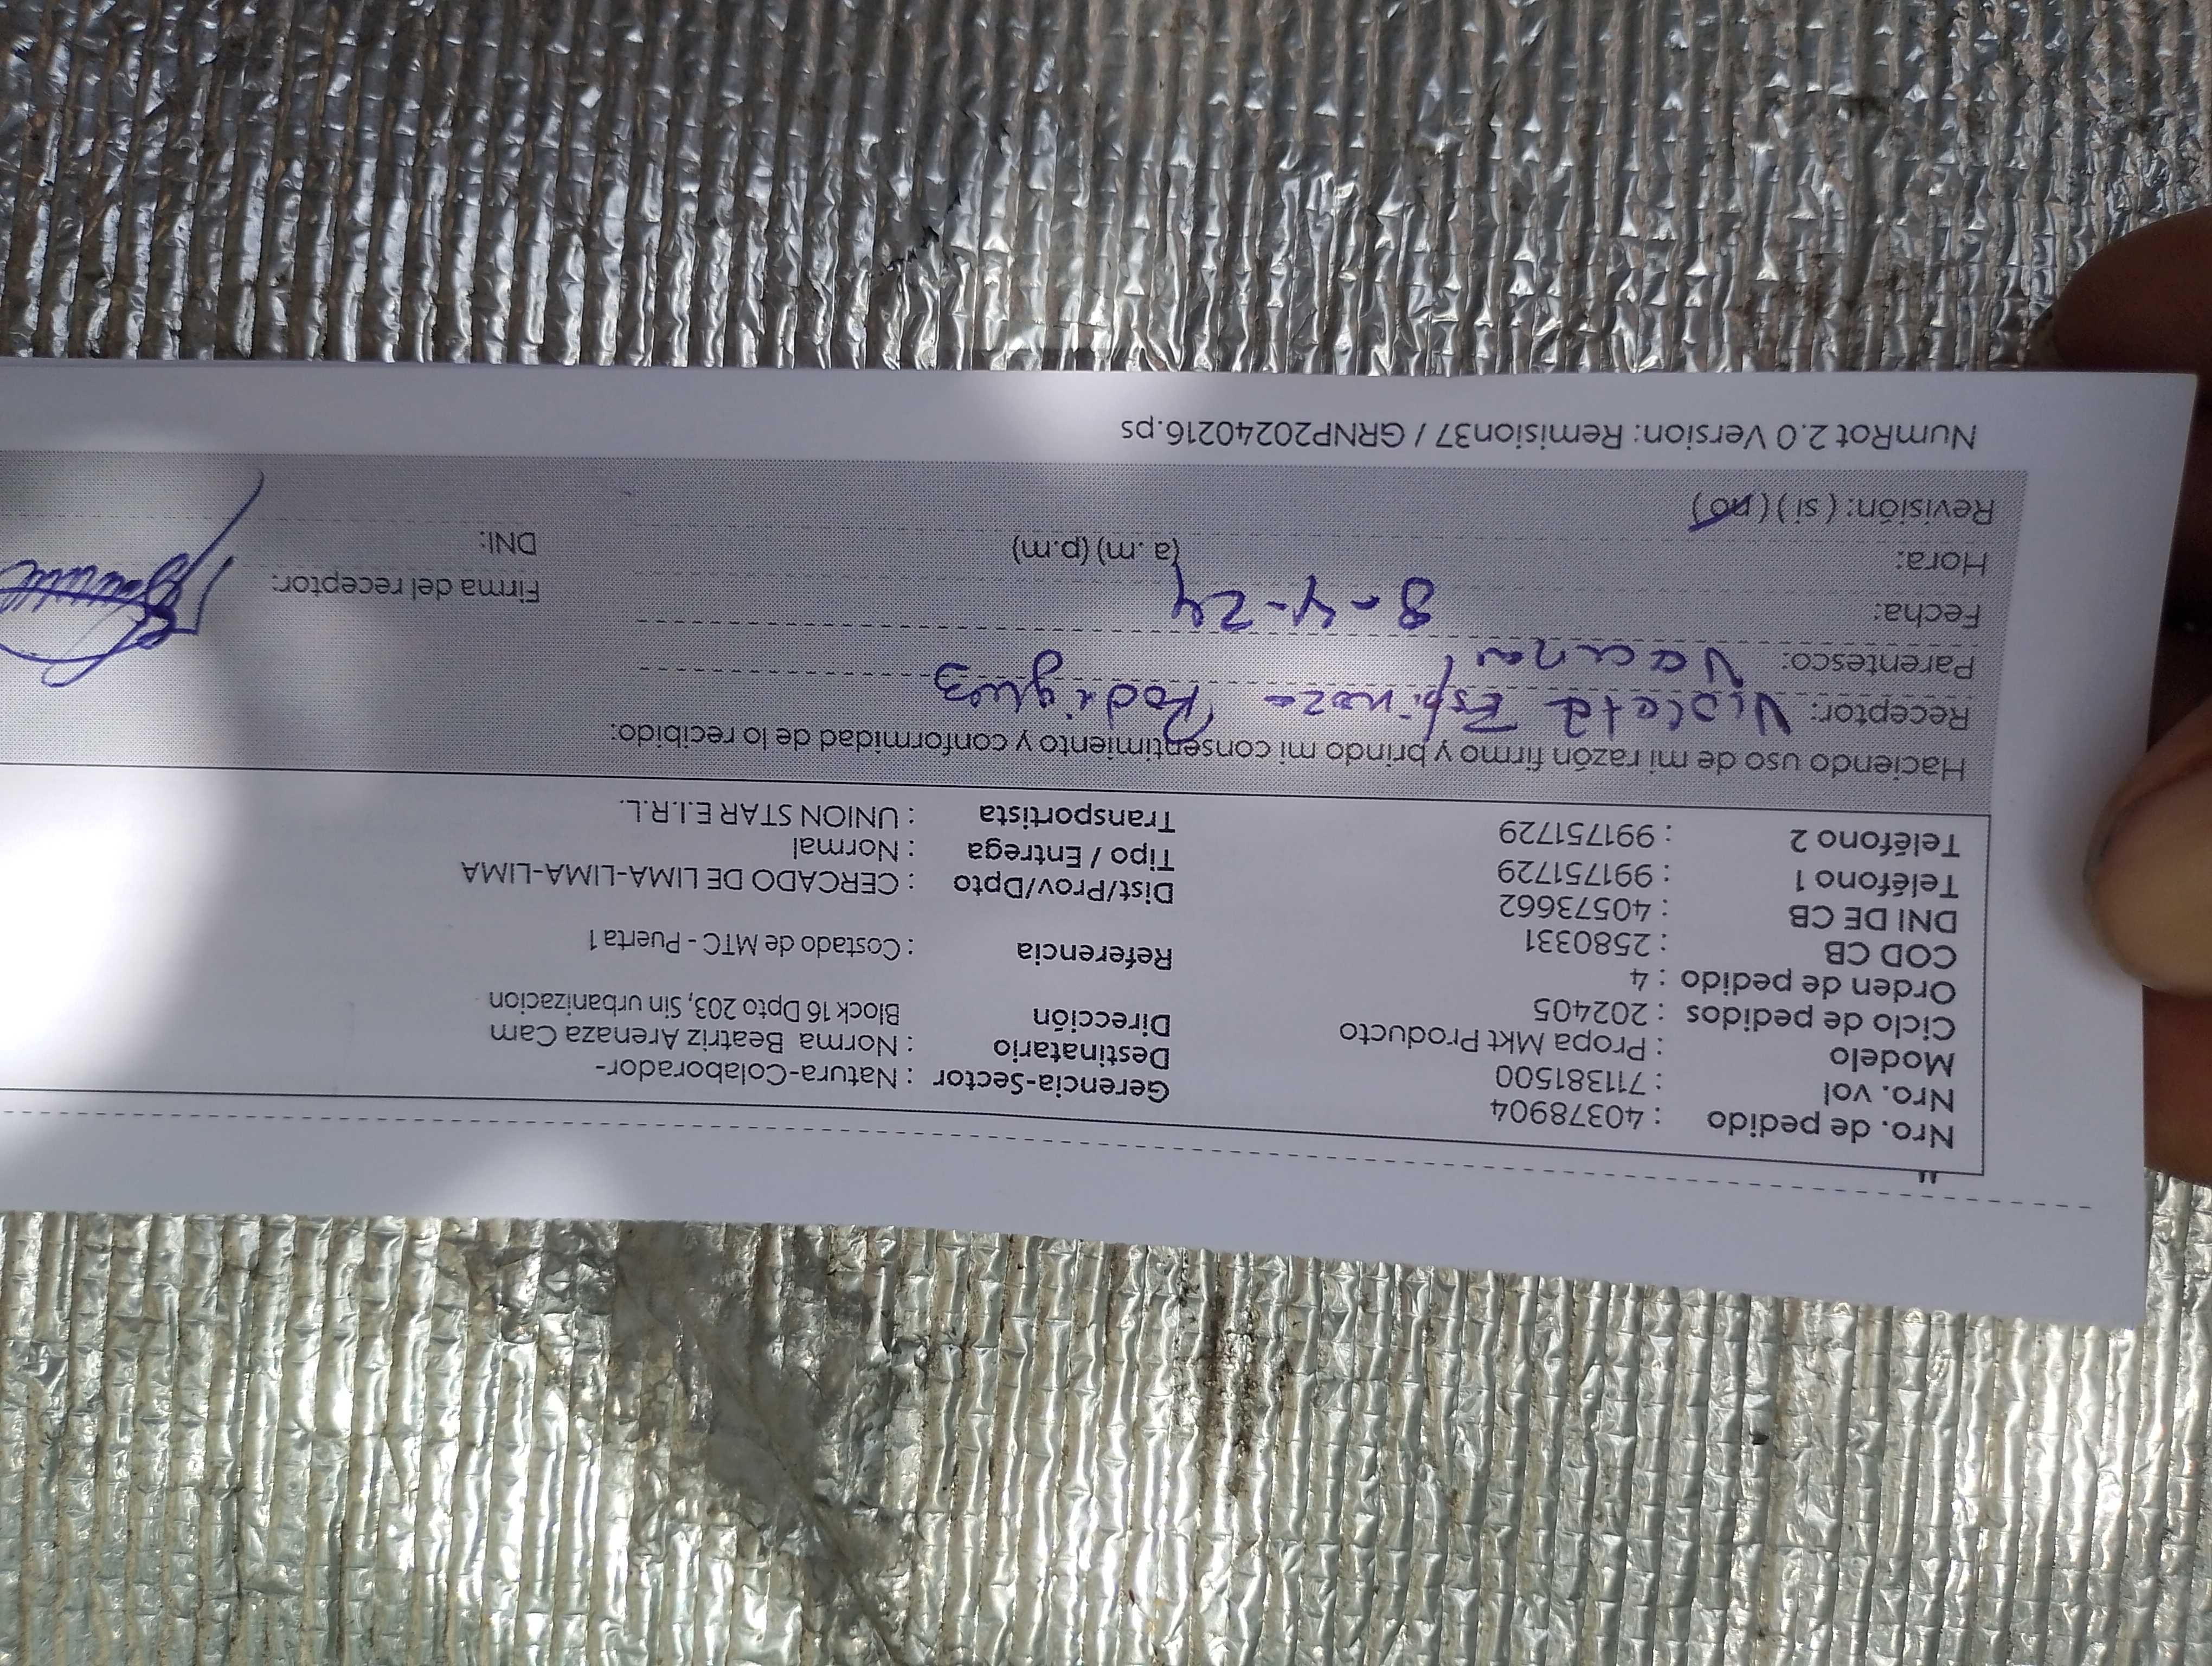 Nro. de pedido : 40378904
Nro. vol : 711381500
Modelo : Propa Mkt Producto
Ciclo de pedidos : 202405
Orden de pedido : 4
COD CB : 2580331
DNI DE CB : 40573662
Teléfono 1 : 991751729
Teléfono 2 : 991751729
Gerencia-Sector : Natura-Colaborador-
Destinatario : Norma Beatriz Arenaza Cam
Dirección Block 16 Dpto 203, Sin urbanizacion
Referencia : Costado de MTC - Puerta1
Dist/Prov/Dpto : CERCADO DE LIMA-LIMA-LIMA
Tipo / Entrega : Normal
Transportista : UNION STAR E.I.R.L.
Haciendo uso de mi razón firmo y brindo mi consentimiento y conformidad de lo recibido:
Receptor: Violeta Espinoza
Parentesco: Vecina
Fecha: 8-4-24
Hora: (a.m) (p.m)
Revisión: ( si ) ( no )
Firma del receptor:
DNI:
NumRot 2.0 Version: Remision37 / GRNP20240216.ps